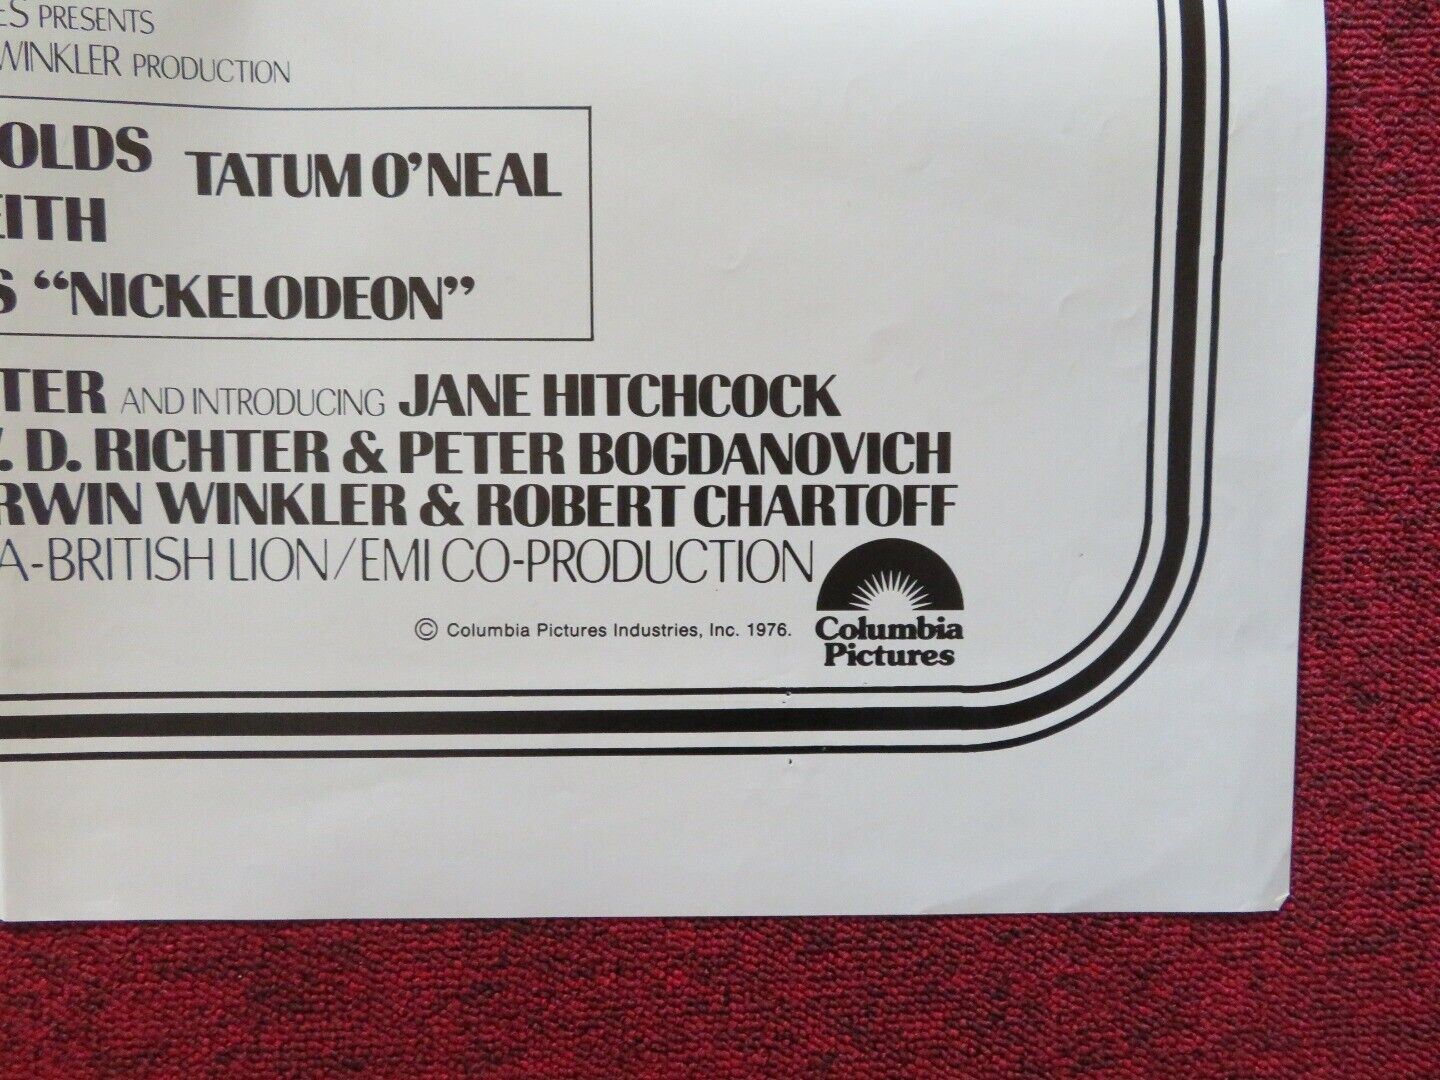 ES PRESENTS
WINKLER PRODUCTION
OLDS TATUM O'NEAL
EITH
S “NICKELODEON”
TER AND INTRODUCING JANE HITCHCOCK
. D. RICHTER & PETER BOGDANOVICH
RWIN WINKLER & ROBERT CHARTOFF
A-BRITISH LION/EMI CO-PRODUCTION
© Columbia Pictures Industries, Inc. 1976.
Columbia
Pictures